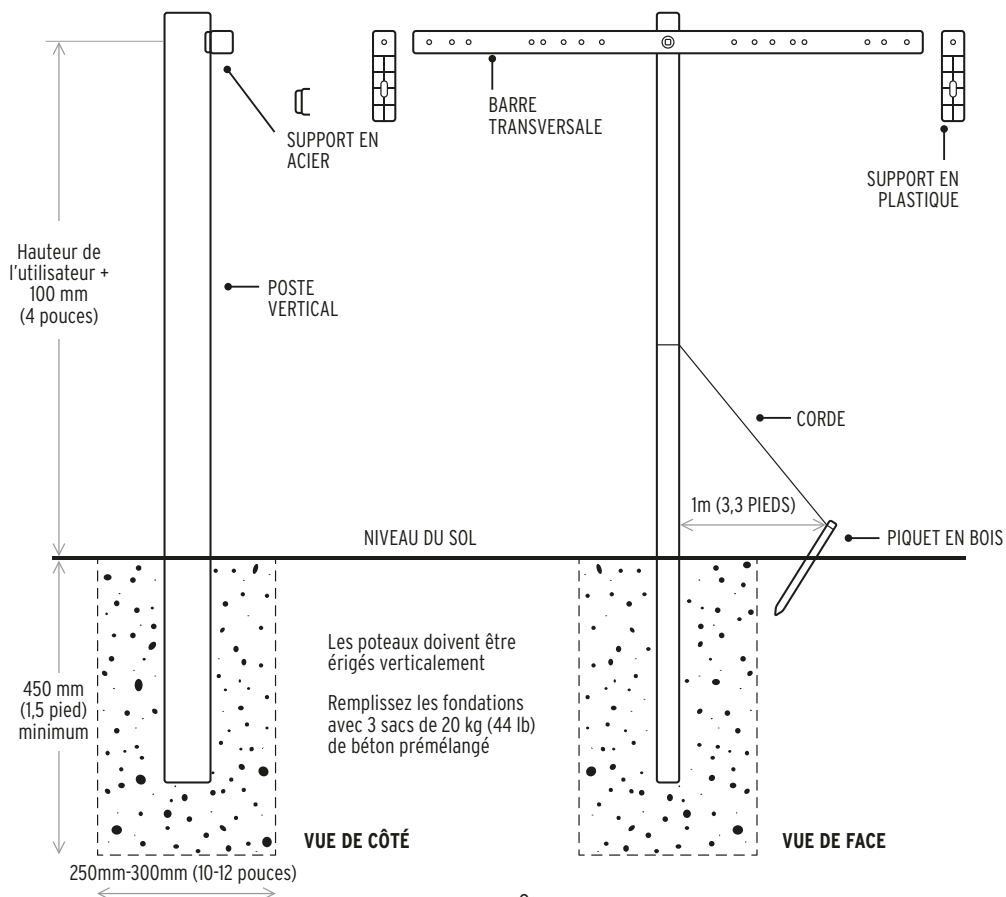 BARRE
TRANSVERSALE
SUPPORT EN
ACIER
SUPPORT EN
PLASTIQUE
Hauteur de
l'utilisateur +
100 mm
(4 pouces)
POSTE
VERTICAL
CORDE
1m (3,3 PIEDS)
NIVEAU DU SOL
PIQUET EN BOIS
Les poteaux doivent être
érigés verticalement
Remplissez les fondations
avec 3 sacs de 20 kg (44 lb)
de béton prémélangé
450 mm
(1,5 pied)
minimum
VUE DE CÔTÉ
VUE DE FACE
250mm-300mm (10-12 pouces)